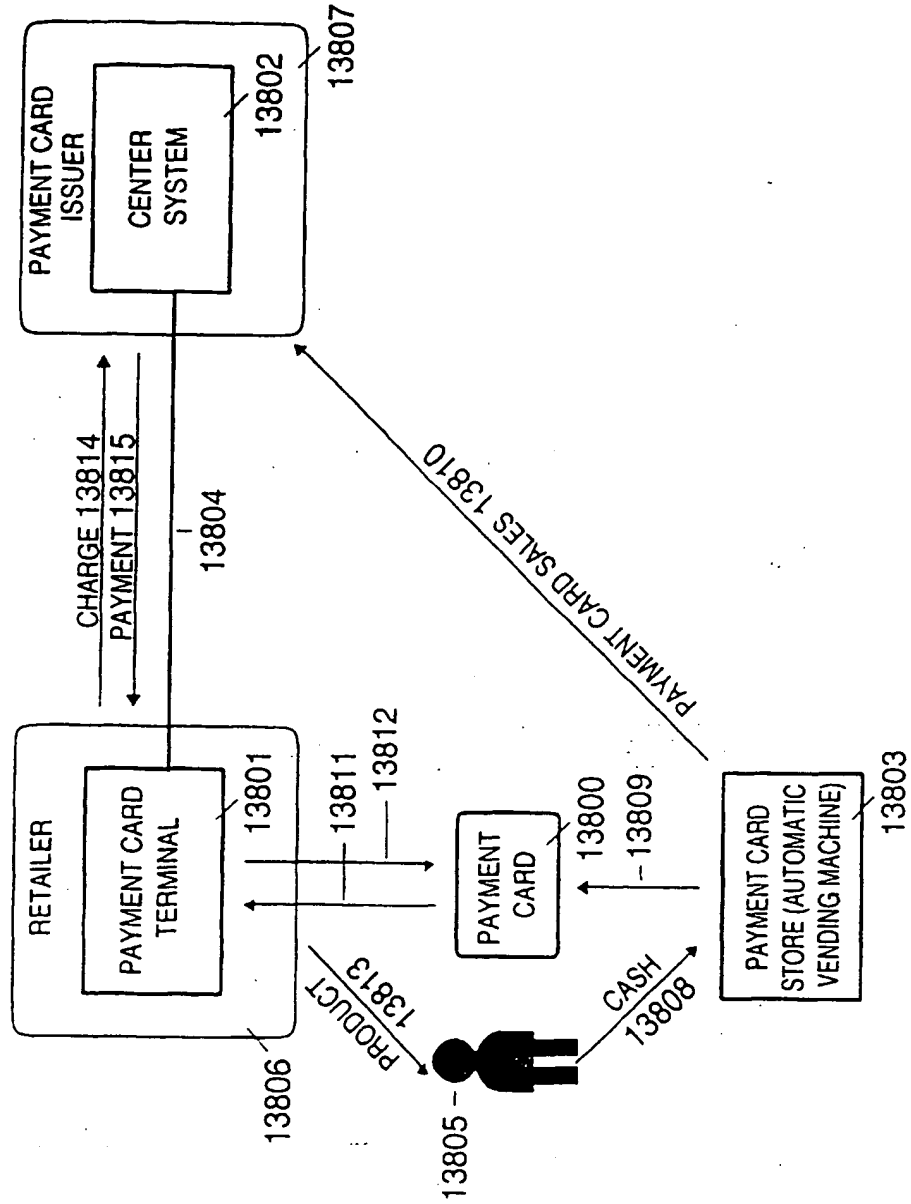 RETAILER
PAYMENT CARD
TERMINAL
13801
13806
CHARGE 13814
PAYMENT 13815
13804
PAYMENT CARD
ISSUER
CENTER
SYSTEM
13802
13807
13811
13812
PRODUCT
13813
13805
PAYMENT
CARD
13800
13809
CASH
13808
PAYMENT CARD SALES 13810
PAYMENT CARD
STORE (AUTOMATIC
VENDING MACHINE)
13803